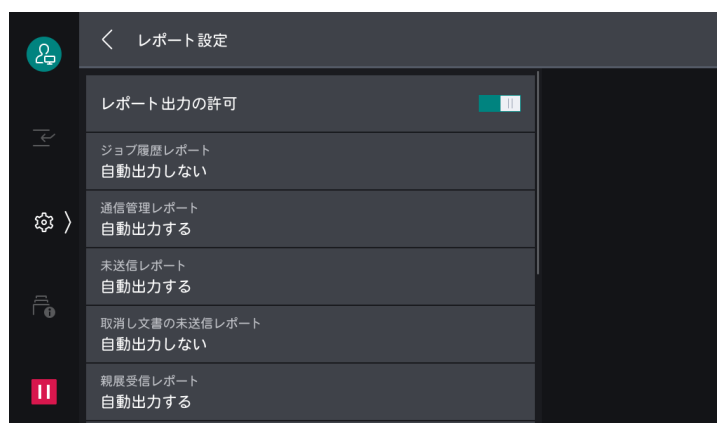 レポート設定
レポート出力の許可
ジョブ履歴レポート
自動出力しない
通信管理レポート
自動出力する
未送信レポート
自動出力する
取消し文書の未送信レポート
自動出力しない
親展受信レポート
自動出力する